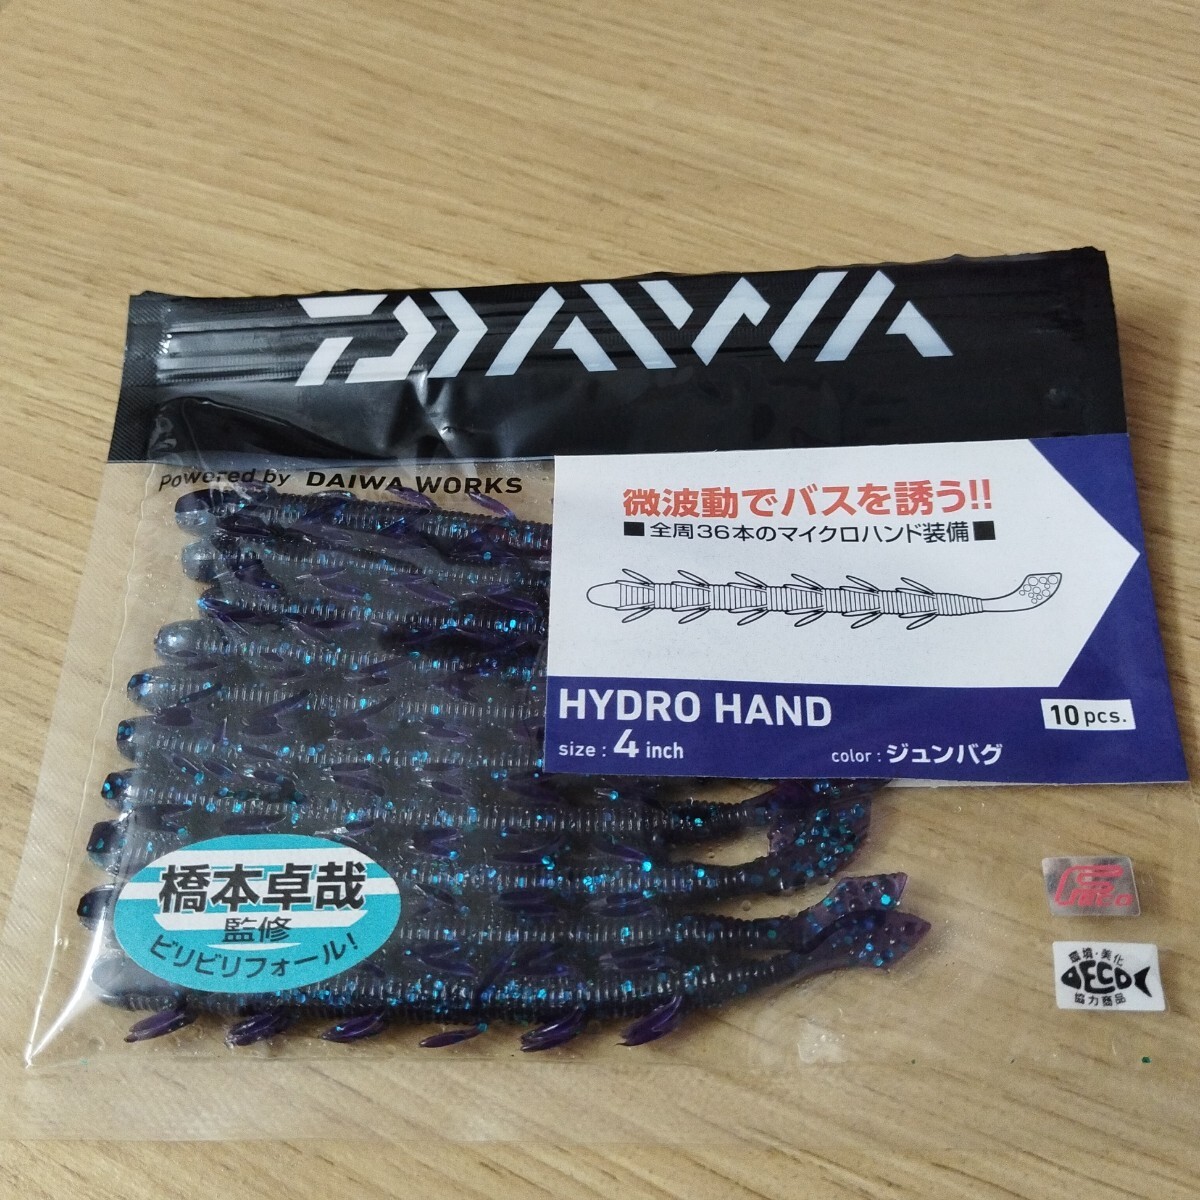 DAIWA
Powered by DAIWA WORKS
微波動でバスを誘う!!
■全周36本のマイクロハンド装備■
HYDRO HAND
10pcs.
size : 4 inch
color : ジュンバグ
橋本卓哉
監修
ビリビリフォール!
環境・美化
ECO
協力商品